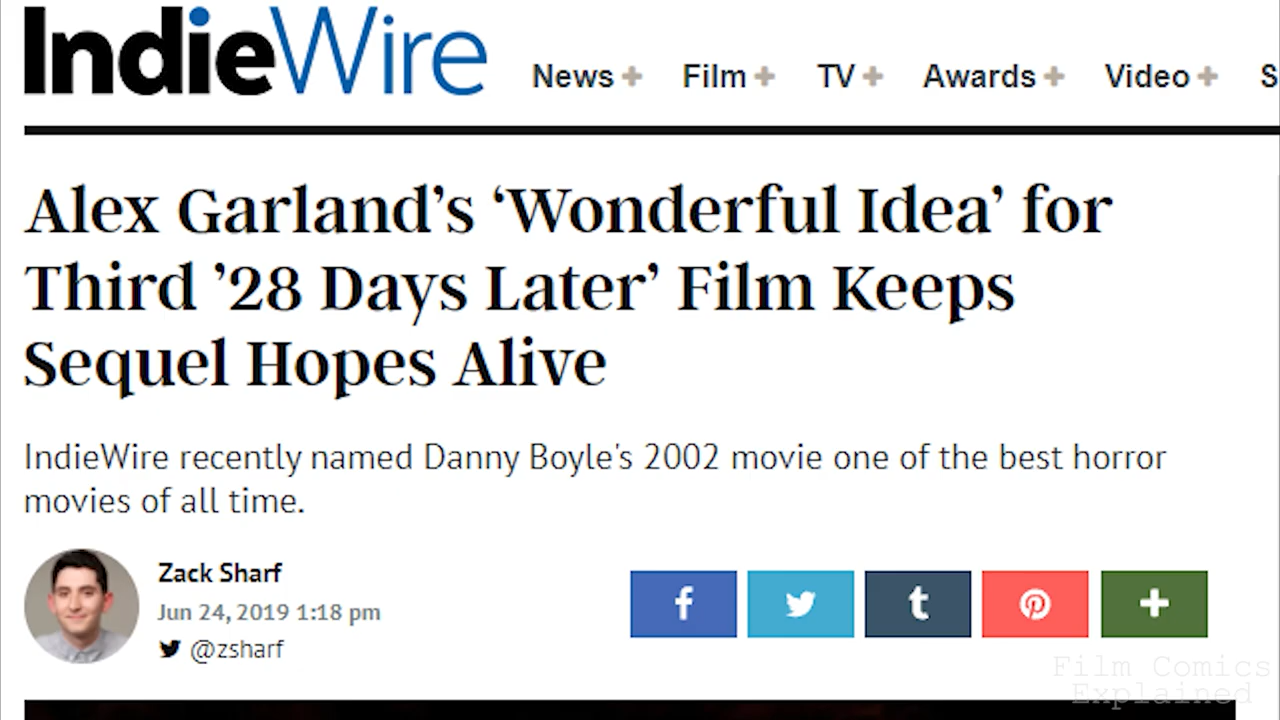 IndieWire
News + Film + TV + Awards + Video + S
Alex Garland's ‘Wonderful Idea’ for
Third ’28 Days Later’ Film Keeps
Sequel Hopes Alive
IndieWire recently named Danny Boyle's 2002 movie one of the best horror
movies of all time.
Zack Sharf
Jun 24, 2019 1:18 pm
@zsharf
Film Comics
Explained